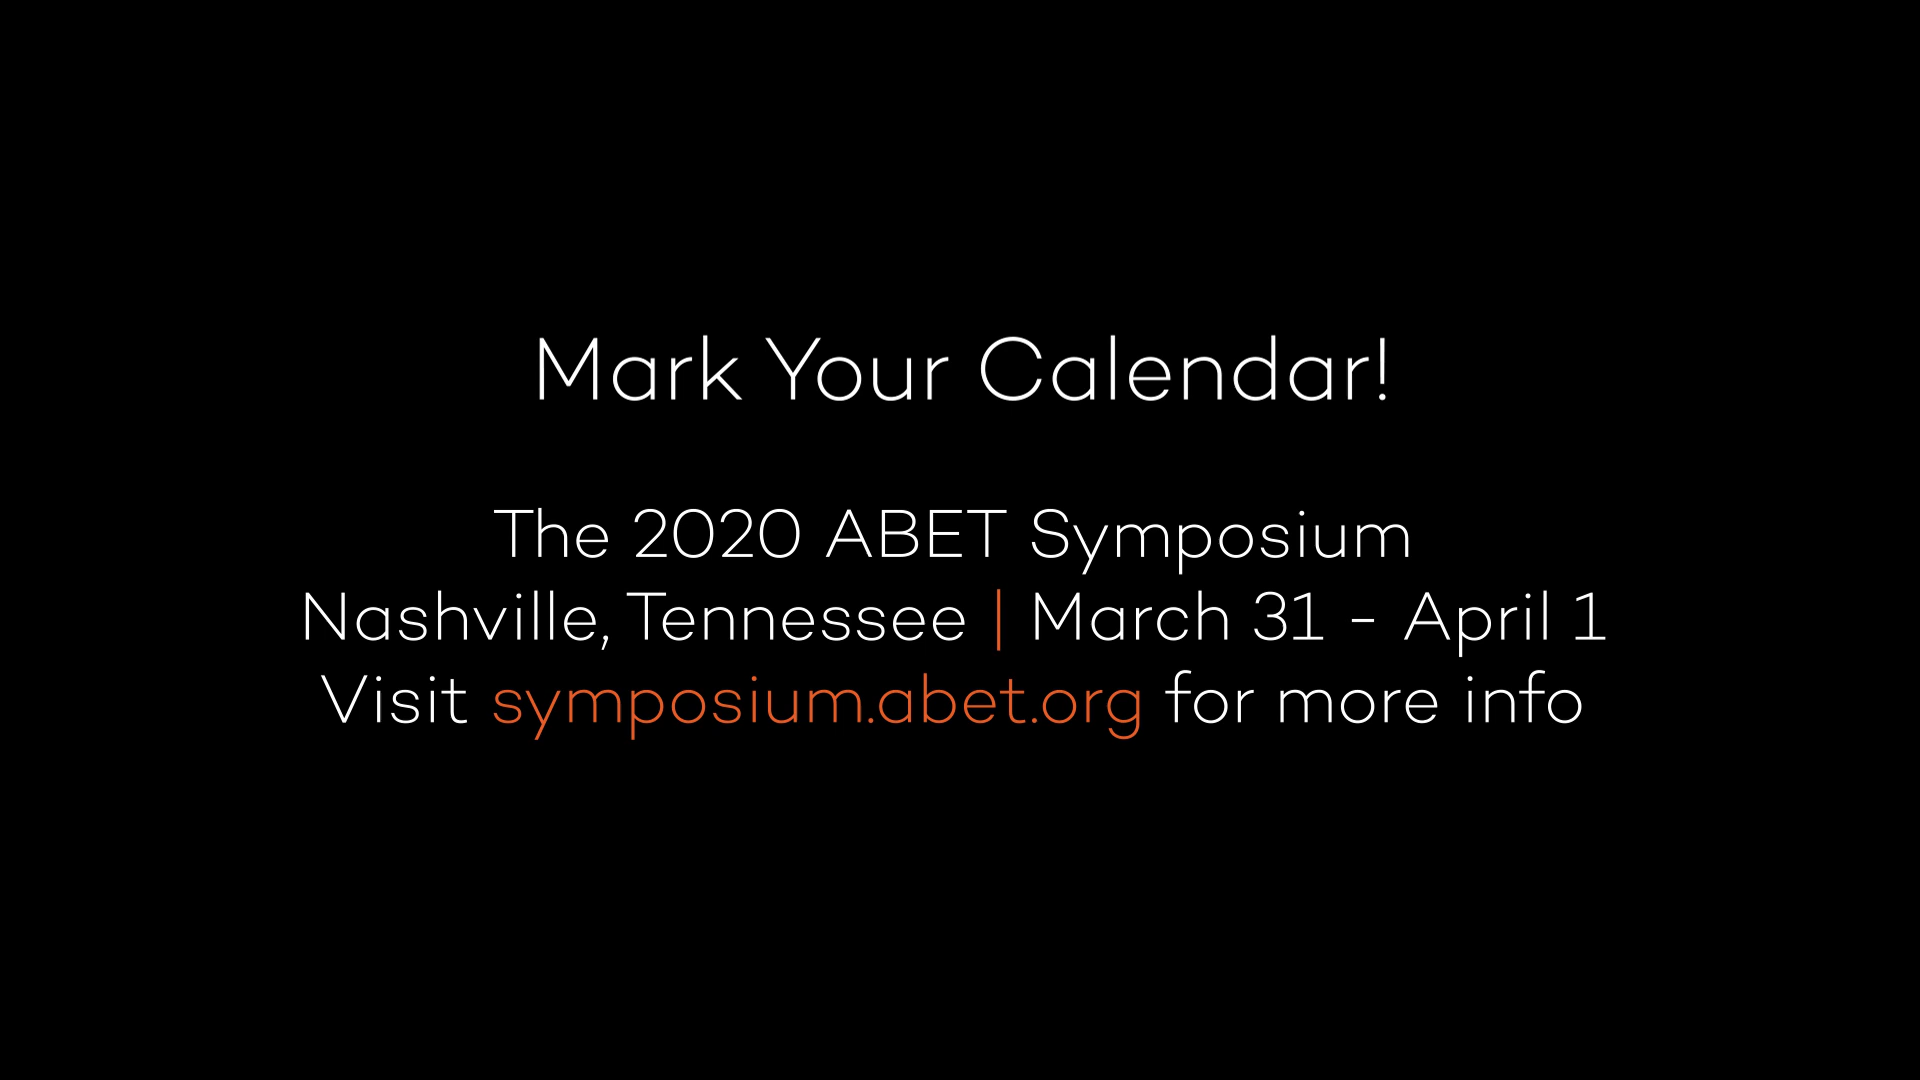 Mark Your Calendar!
The 2020 ABET Symposium
Nashville, Tennessee | March 31 - April 1
Visit symposium.abet.org for more info